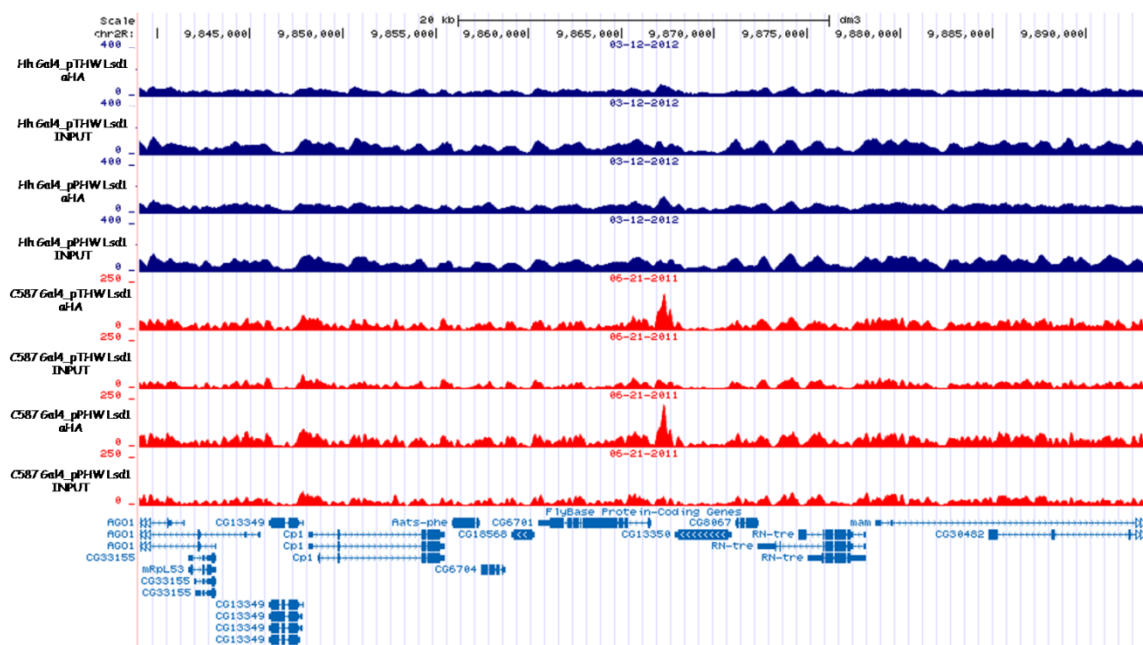 Scale 20 kb dm3
chr2R: 9,845,000 9,850,000 9,855,000 9,860,000 9,865,000 9,870,000 9,875,000 9,880,000 9,885,000 9,890,000
400 _ 03-12-2012
Hh Gal4_pTHW Lsd1
αHA
0 _
400 _ 03-12-2012
Hh Gal4_pTHW Lsd1
INPUT
0 _
400 _ 03-12-2012
Hh Gal4_pPHW Lsd1
αHA
0 _
400 _ 03-12-2012
Hh Gal4_pPHW Lsd1
INPUT
0 _
250 _ 06-21-2011
C587 Gal4_pTHW Lsd1
αHA
0 _
250 _ 06-21-2011
C587 Gal4_pTHW Lsd1
INPUT
0 _
250 _ 06-21-2011
C587 Gal4_pPHW Lsd1
αHA
0 _
250 _ 06-21-2011
C587 Gal4_pPHW Lsd1
INPUT
0 _
FlyBase Protein-Coding Genes
AGO1 CG13349 Aats-phe CG6701 CG8067 mam
AGO1 Cp1 CG18568 CG13350 RN-tre CG30482
AGO1 Cp1 RN-tre
CG33155 Cp1 RN-tre
mRpL53 CG6704
CG33155
CG33155
CG13349
CG13349
CG13349
CG13349